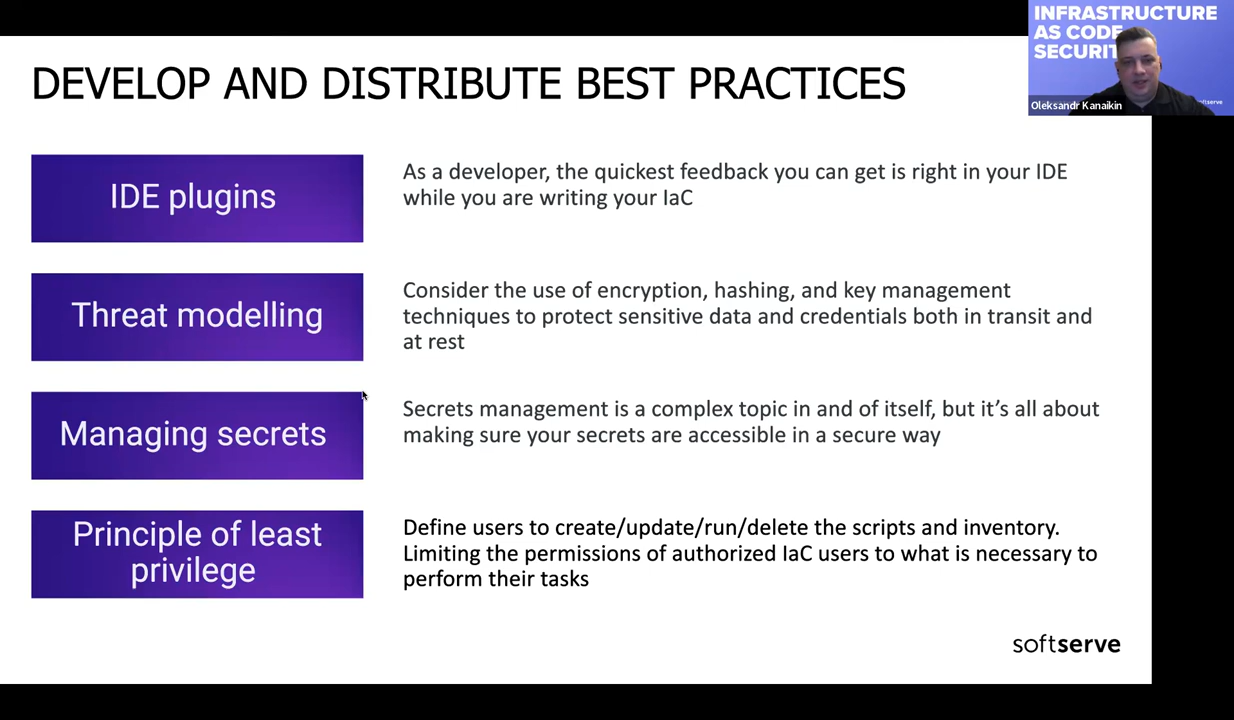 INFRASTRUCTURE
AS CODE
SECURIT
Oleksandr Kanaikin
softserve
DEVELOP AND DISTRIBUTE BEST PRACTICES
IDE plugins
As a developer, the quickest feedback you can get is right in your IDE
while you are writing your IaC
Threat modelling
Consider the use of encryption, hashing, and key management
techniques to protect sensitive data and credentials both in transit and
at rest
Managing secrets
Secrets management is a complex topic in and of itself, but it’s all about
making sure your secrets are accessible in a secure way
Principle of least
privilege
Define users to create/update/run/delete the scripts and inventory.
Limiting the permissions of authorized IaC users to what is necessary to
perform their tasks
softserve